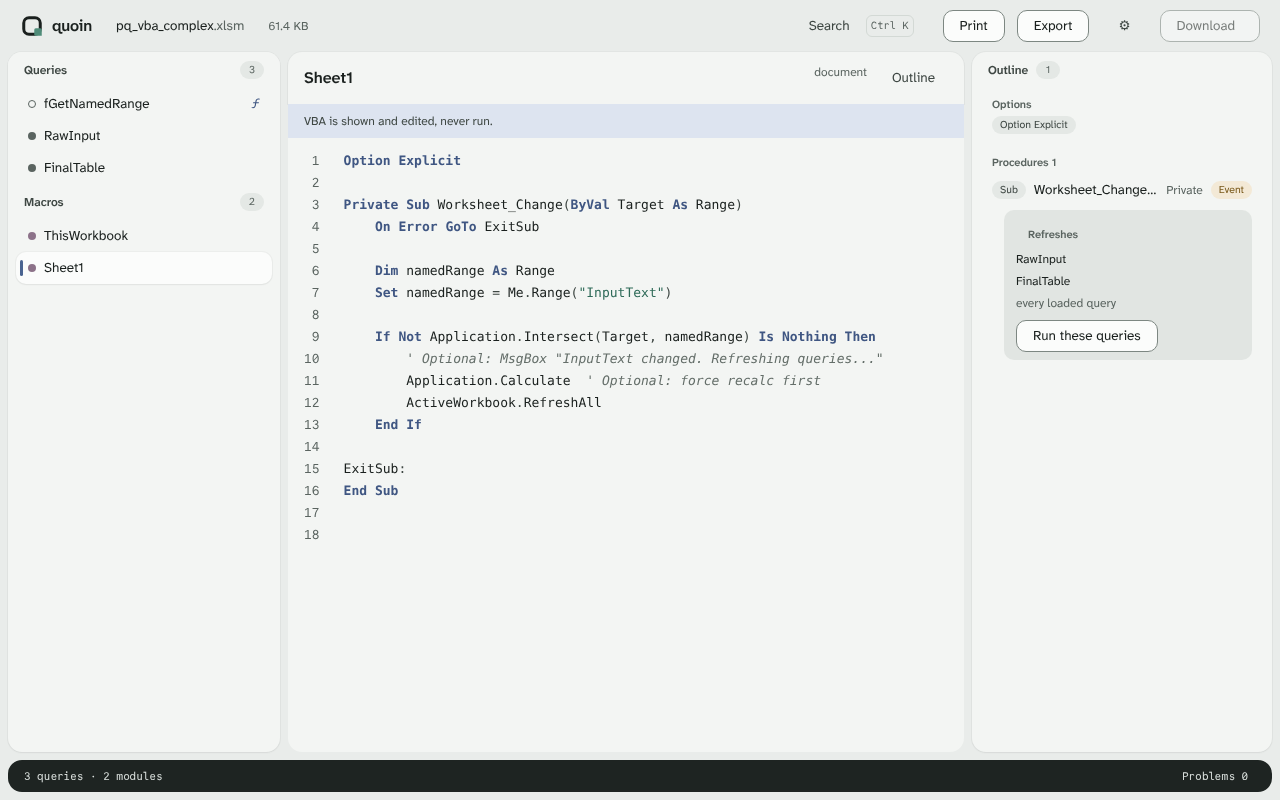 quoin pq_vba_complex.xlsm 61.4 KB Search Ctrl K Print Export ⚙ Download
Queries 3
fGetNamedRange ƒ
RawInput
FinalTable
Macros 2
ThisWorkbook
Sheet1
Sheet1 document Outline
VBA is shown and edited, never run.
1 Option Explicit
2
3 Private Sub Worksheet_Change(ByVal Target As Range)
4     On Error GoTo ExitSub
5
6     Dim namedRange As Range
7     Set namedRange = Me.Range("InputText")
8
9     If Not Application.Intersect(Target, namedRange) Is Nothing Then
10         ' Optional: MsgBox "InputText changed. Refreshing queries..."
11         Application.Calculate  ' Optional: force recalc first
12         ActiveWorkbook.RefreshAll
13     End If
14
15 ExitSub:
16 End Sub
17
18
Outline 1
Options
Option Explicit
Procedures 1
Sub Worksheet_Change… Private Event
Refreshes
RawInput
FinalTable
every loaded query
Run these queries
3 queries · 2 modules Problems 0